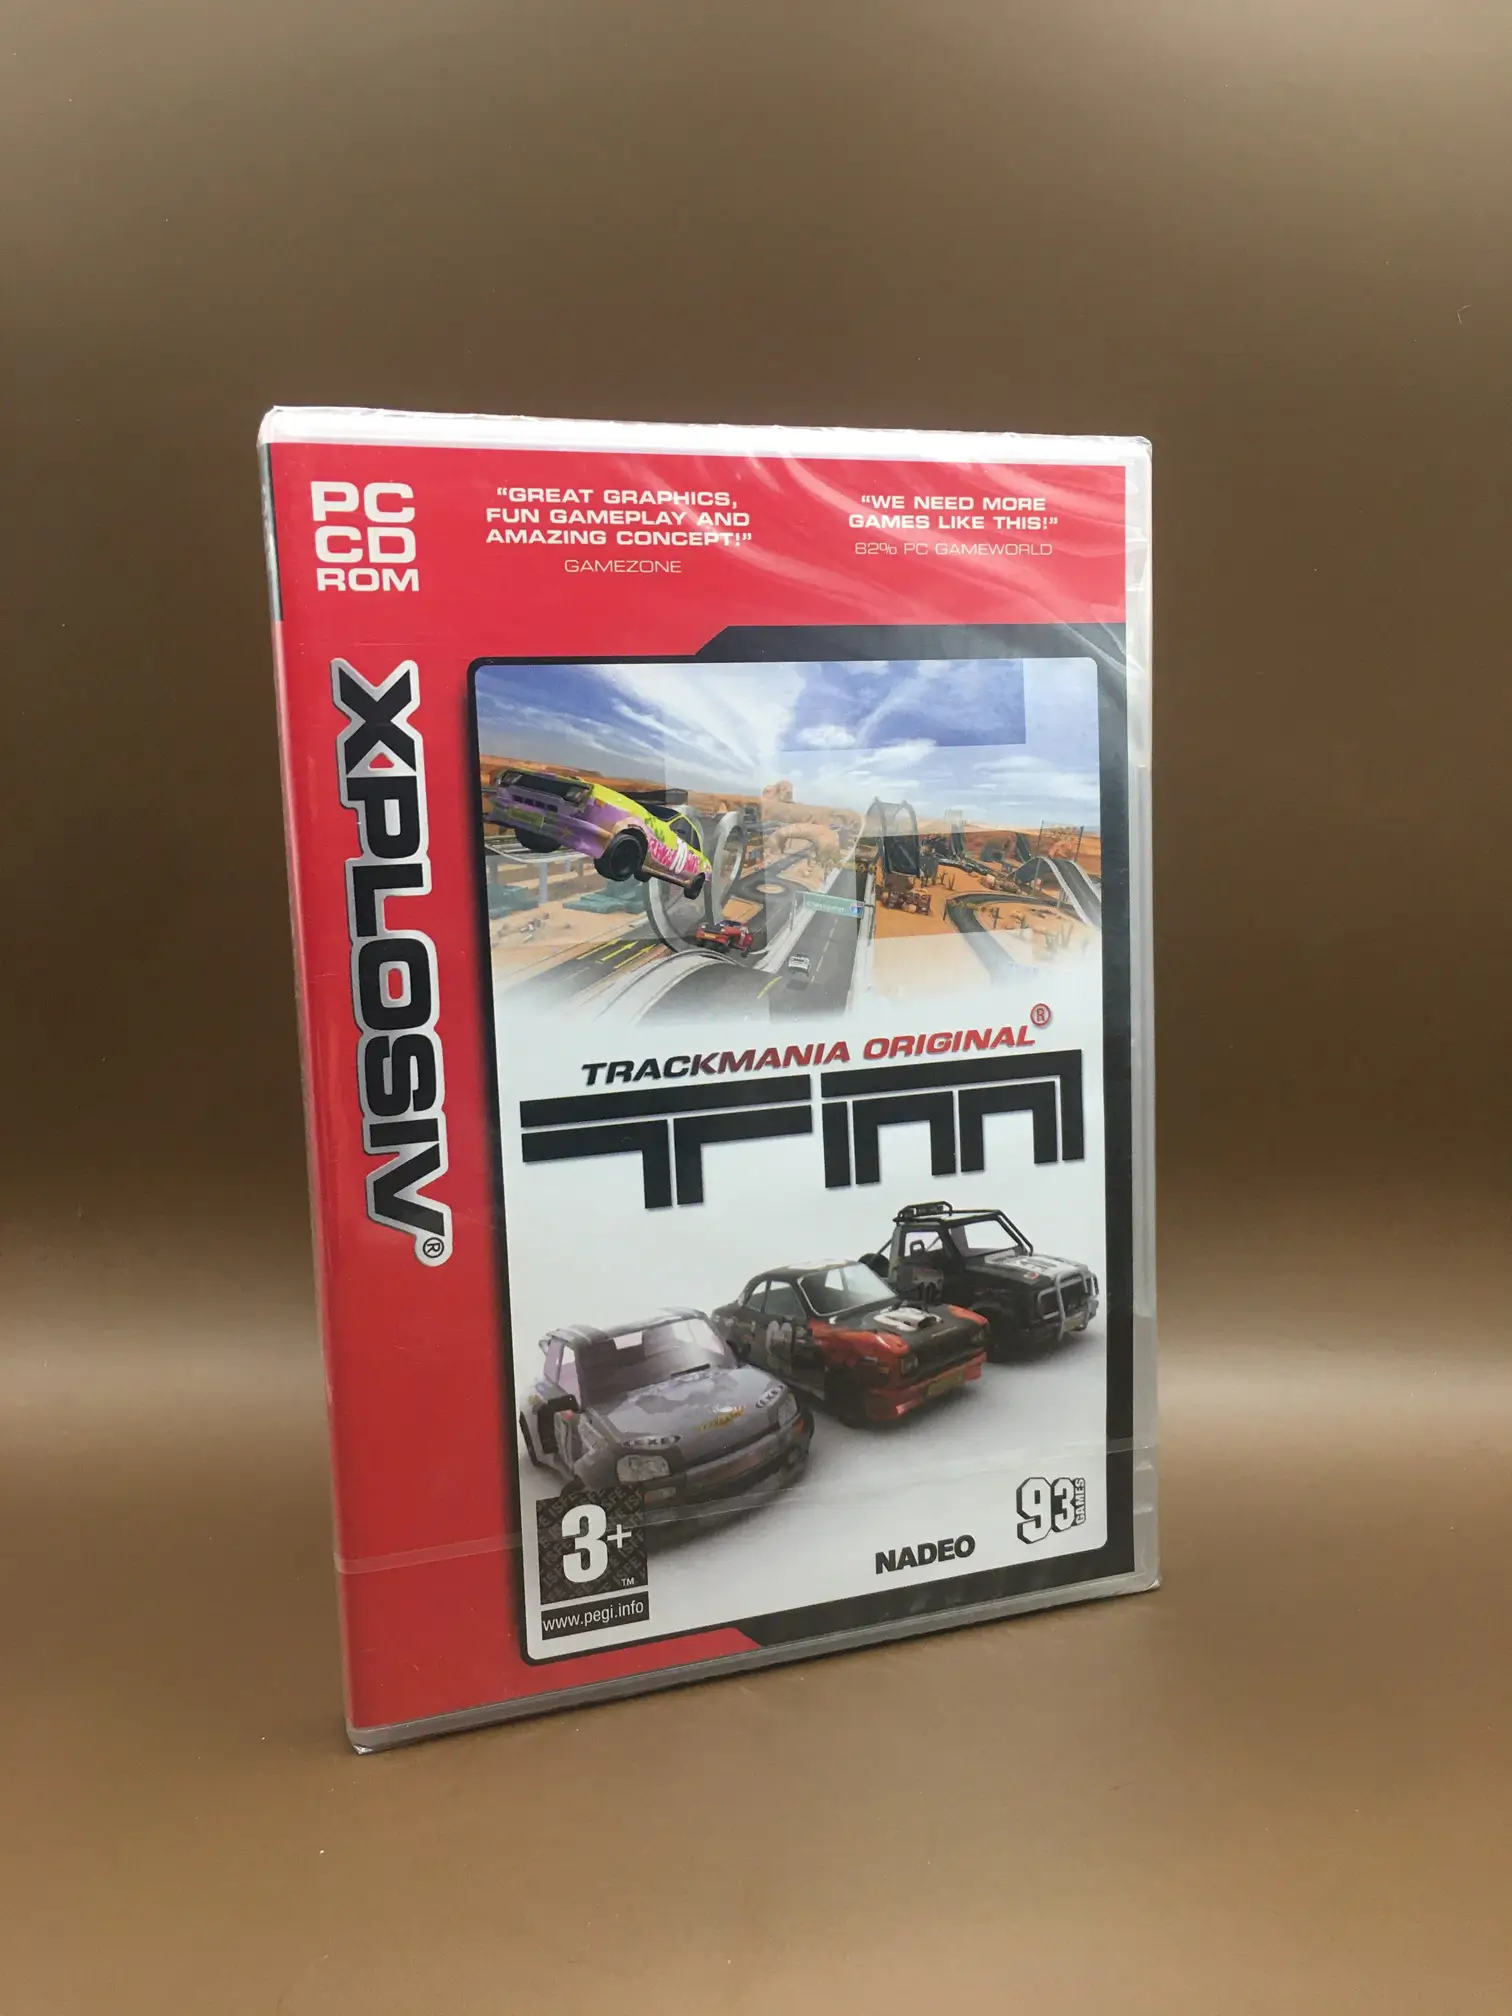 PC
CD
ROM
“GREAT GRAPHICS,
FUN GAMEPLAY AND
AMAZING CONCEPT!”
GAMEZONE
“WE NEED MORE
GAMES LIKE THIS!”
82% PC GAMEWORLD
XPLOSIV®
TRACKMANIA ORIGINAL®
TM
3+
TM
www.pegi.info
NADEO
93 GAMES